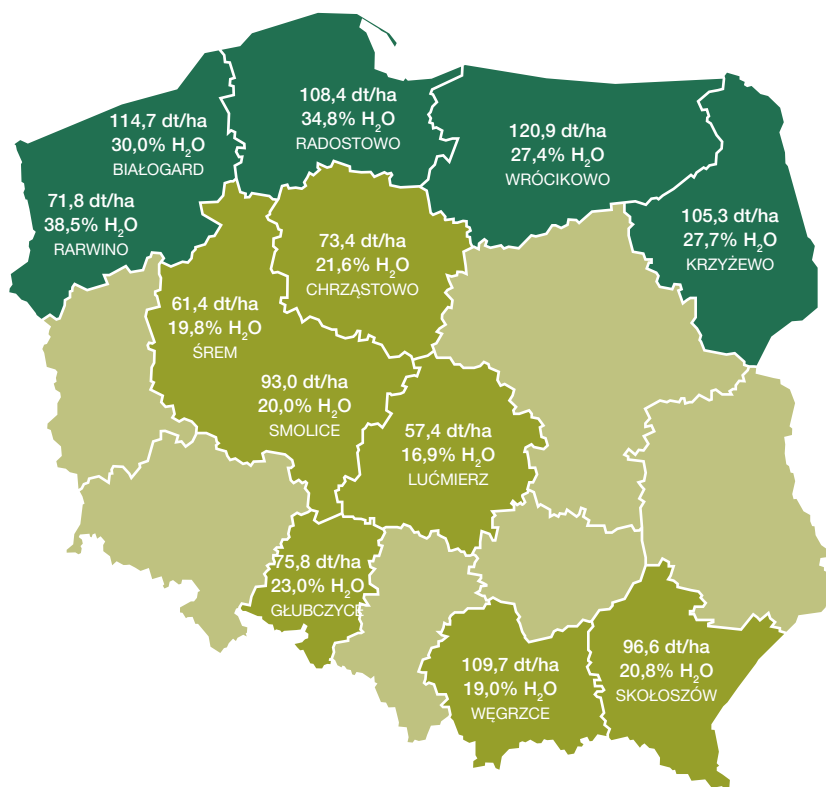 114,7 dt/ha
30,0% H₂O
BIAŁOGARD
108,4 dt/ha
34,8% H₂O
RADOSTOWO
120,9 dt/ha
27,4% H₂O
WRÓCIKOWO
71,8 dt/ha
38,5% H₂O
RARWINO
105,3 dt/ha
27,7% H₂O
KRZYŻEWO
73,4 dt/ha
21,6% H₂O
CHRZĄSTOWO
61,4 dt/ha
19,8% H₂O
ŚREM
93,0 dt/ha
20,0% H₂O
SMOLICE
57,4 dt/ha
16,9% H₂O
LUĆMIERZ
75,8 dt/ha
23,0% H₂O
GŁUBCZYCE
109,7 dt/ha
19,0% H₂O
WĘGRZCE
96,6 dt/ha
20,8% H₂O
SKOŁOSZÓW